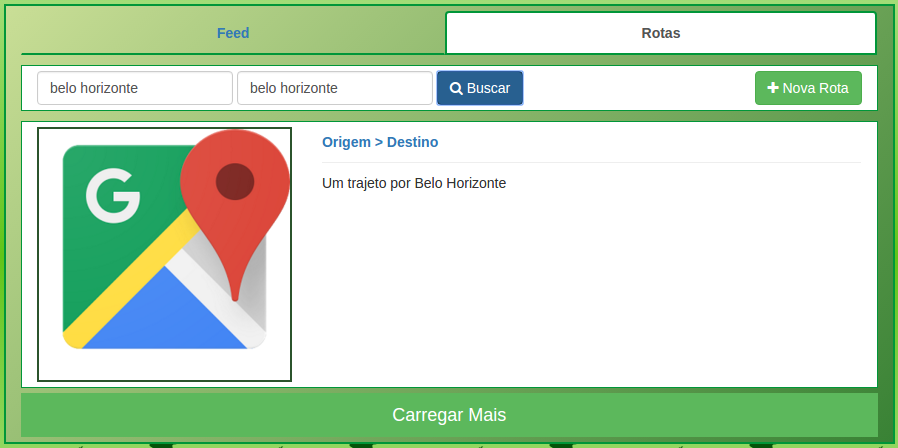 Feed
Rotas
belo horizonte
belo horizonte
Buscar
Nova Rota
G
Origem > Destino
Um trajeto por Belo Horizonte
Carregar Mais